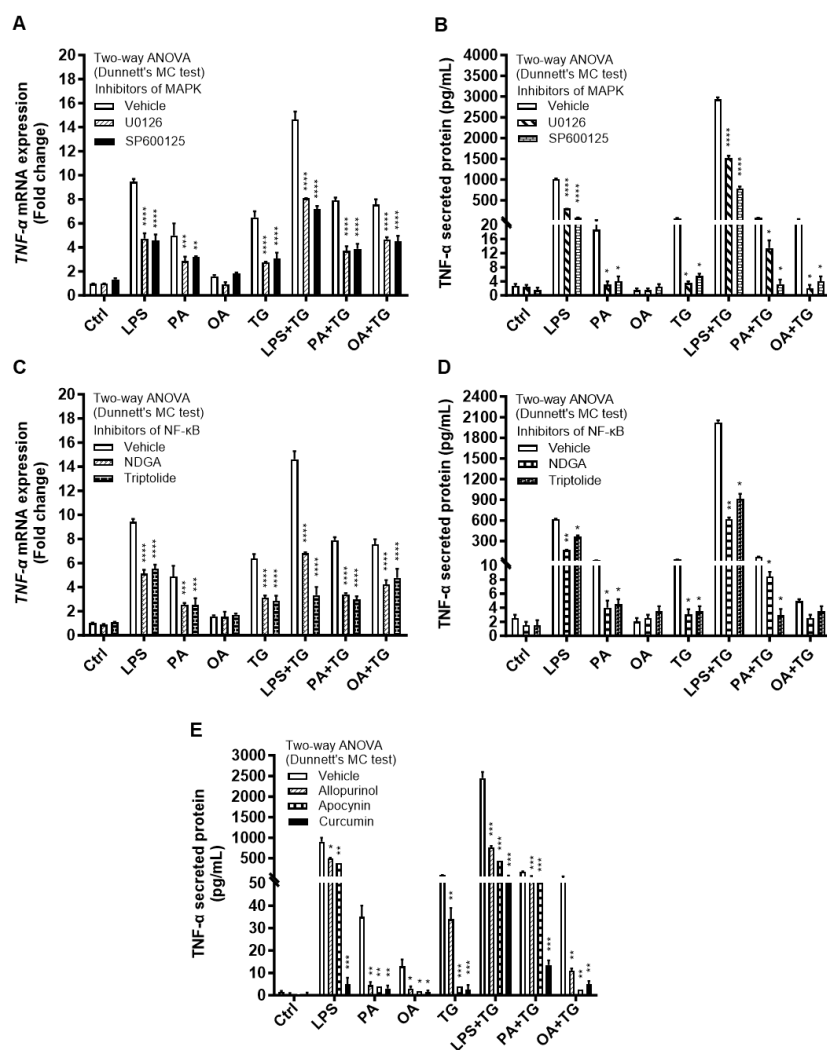 A
Two-way ANOVA
(Dunnett's MC test)
Inhibitors of MAPK
Vehicle
U0126
SP600125
TNF-α mRNA expression
(Fold change)
20
18
16
14
12
10
8
6
4
2
0
**** **** *** ** **** **** **** **** **** **** **** ****
Ctrl LPS PA OA TG LPS+TG PA+TG OA+TG
B
Two-way ANOVA
(Dunnett's MC test)
Inhibitors of MAPK
Vehicle
U0126
SP600125
TNF-α secreted protein (pg/mL)
4000
3500
3000
2500
2000
1500
1000
500
20
16
12
8
4
0
**** **** * * * * **** **** * * * *
Ctrl LPS PA OA TG LPS+TG PA+TG OA+TG
C
Two-way ANOVA
(Dunnett's MC test)
Inhibitors of NF-κB
Vehicle
NDGA
Triptolide
TNF-α mRNA expression
(Fold change)
20
18
16
14
12
10
8
6
4
2
0
**** **** *** *** **** **** **** **** **** **** **** ****
Ctrl LPS PA OA TG LPS+TG PA+TG OA+TG
D
Two-way ANOVA
(Dunnett's MC test)
Inhibitors of NF-κB
Vehicle
NDGA
Triptolide
TNF-α secreted protein (pg/mL)
2400
2100
1800
1500
1200
900
600
300
10
8
6
4
2
0
** * * * * * ** * * *
Ctrl LPS PA OA TG LPS+TG PA+TG OA+TG
E
Two-way ANOVA
(Dunnett's MC test)
Vehicle
Allopurinol
Apocynin
Curcumin
TNF-α secreted protein
(pg/mL)
3000
2500
2000
1500
1000
500
50
40
30
20
10
0
* ** *** ** ** ** * * * ** *** *** *** *** *** *** *** *** ** ** **
Ctrl LPS PA OA TG LPS+TG PA+TG OA+TG